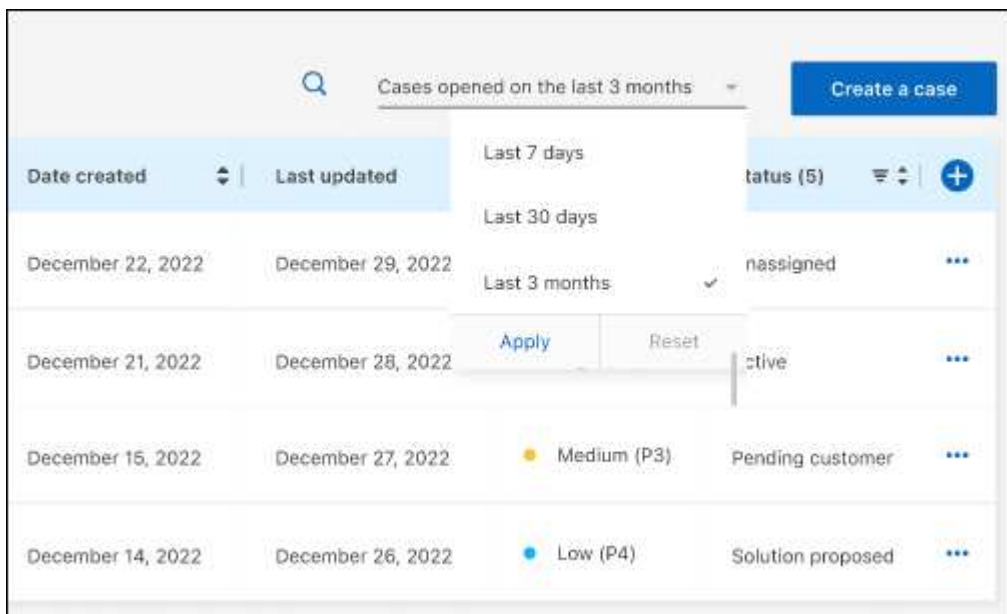 Cases opened on the last 3 months
Create a case
Last 7 days
Date created
Last updated
tatus (5)
Last 30 days
December 22, 2022
December 29, 2022
nassigned
Last 3 months
Apply
Reset
December 21, 2022
December 28, 2022
ctive
December 15, 2022
December 27, 2022
Medium (P3)
Pending customer
December 14, 2022
December 26, 2022
Low (P4)
Solution proposed